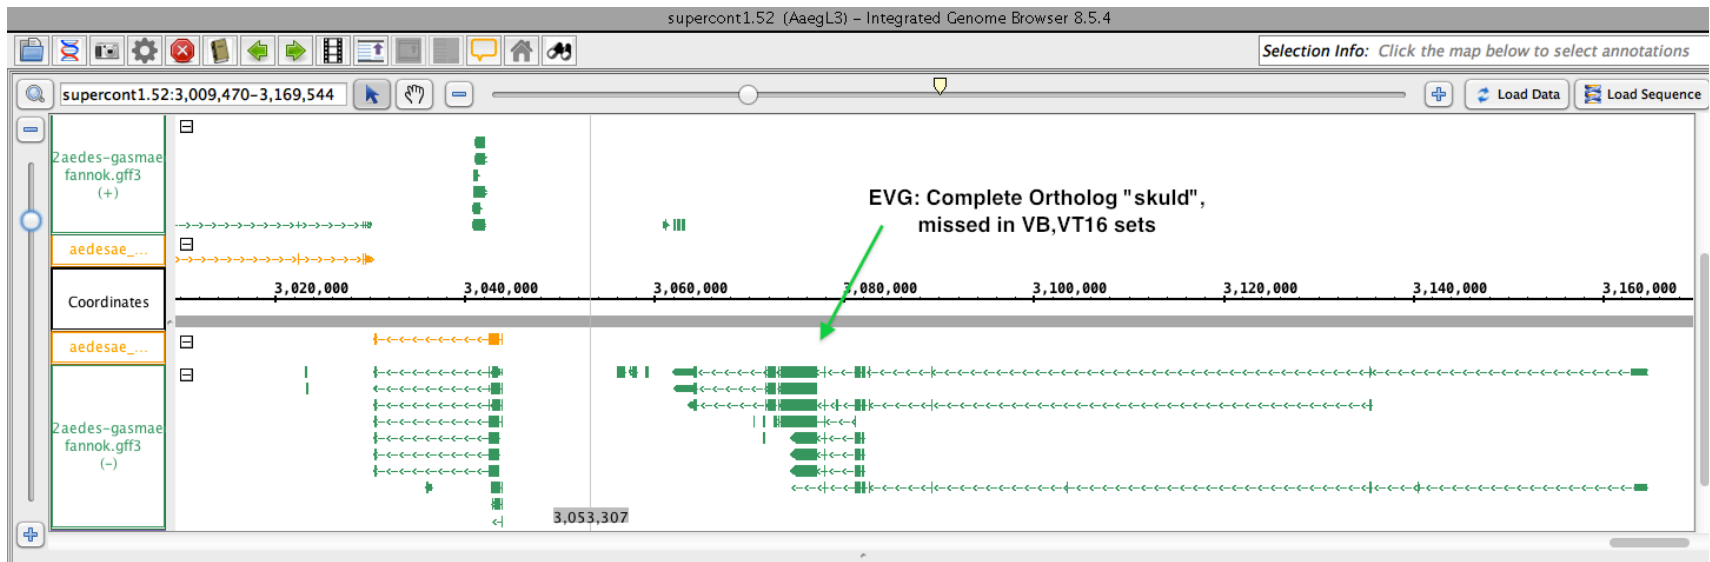 supercont1.52 (AaegL3) – Integrated Genome Browser 8.5.4
Selection Info: Click the map below to select annotations
supercont1.52:3,009,470-3,169,544
Load Data
Load Sequence
2aedes-gasmae
fannok.gff3
(+)
EVG: Complete Ortholog "skuld",
missed in VB,VT16 sets
aedesae_...
Coordinates
3,020,000 3,040,000 3,060,000 3,080,000 3,100,000 3,120,000 3,140,000 3,160,000
aedesae_...
2aedes-gasmae
fannok.gff3
(-)
3,053,307